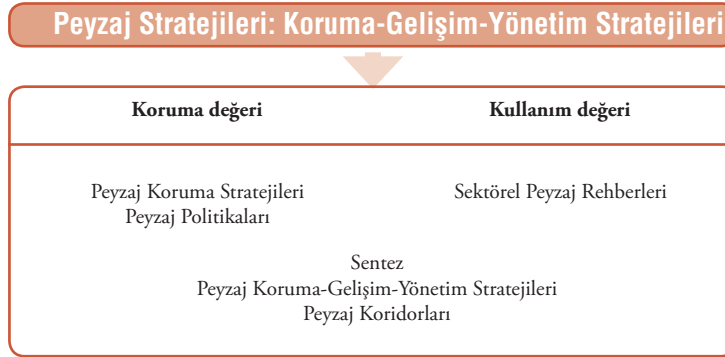 Peyzaj Stratejileri: Koruma-Gelişim-Yönetim Stratejileri
Koruma değeri
Kullanım değeri
Peyzaj Koruma Stratejileri
Peyzaj Politikaları
Sektörel Peyzaj Rehberleri
Sentez
Peyzaj Koruma-Gelişim-Yönetim Stratejileri
Peyzaj Koridorları